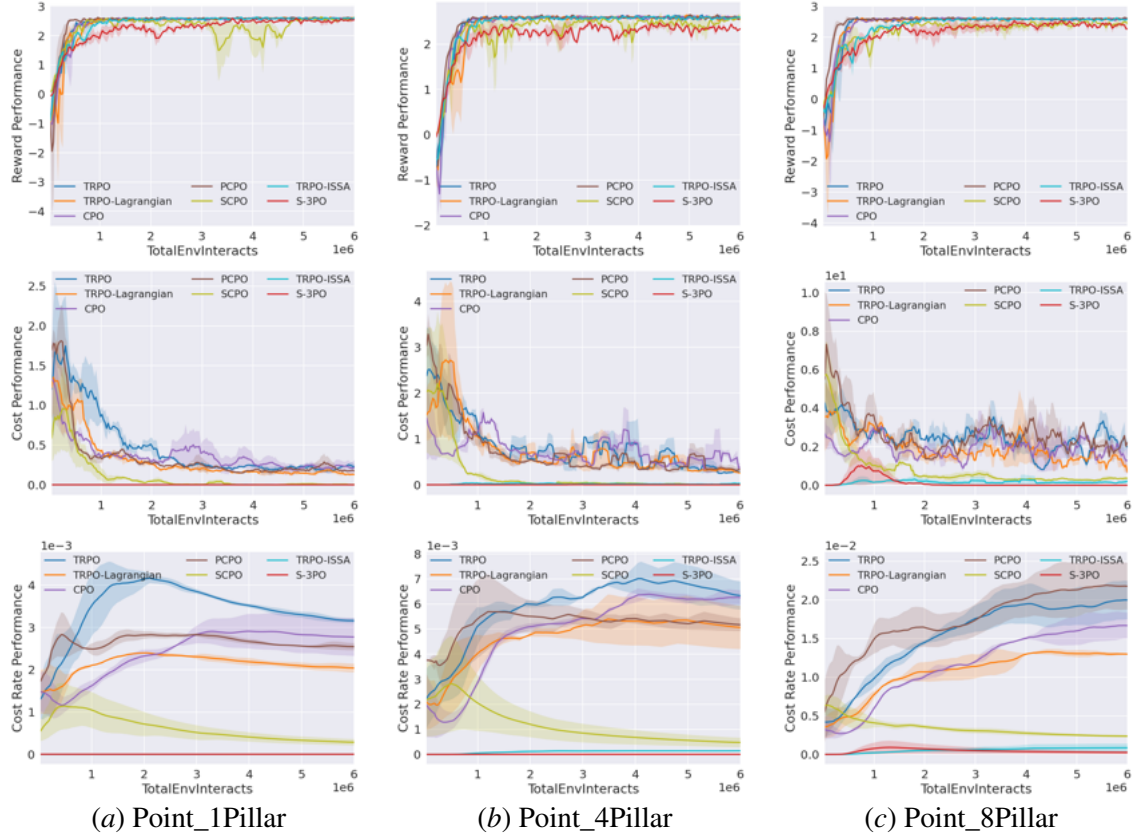 Reward Performance
3
2
1
0
−1
−2
−3
−4
TRPO PCPO TRPO-ISSA
TRPO-Lagrangian SCPO S-3PO
CPO
1 2 3 4 5 6
TotalEnvInteracts 1e6
Reward Performance
2
1
0
−1
−2
TRPO PCPO TRPO-ISSA
TRPO-Lagrangian SCPO S-3PO
CPO
1 2 3 4 5 6
TotalEnvInteracts 1e6
Reward Performance
3
2
1
0
−1
−2
−3
−4
TRPO PCPO TRPO-ISSA
TRPO-Lagrangian SCPO S-3PO
CPO
1 2 3 4 5 6
TotalEnvInteracts 1e6
Cost Performance
2.5
2.0
1.5
1.0
0.5
0.0
TRPO PCPO TRPO-ISSA
TRPO-Lagrangian SCPO S-3PO
CPO
1 2 3 4 5 6
TotalEnvInteracts 1e6
Cost Performance
4
3
2
1
0
TRPO PCPO TRPO-ISSA
TRPO-Lagrangian SCPO S-3PO
CPO
1 2 3 4 5 6
TotalEnvInteracts 1e6
1e1
Cost Performance
1.0
0.8
0.6
0.4
0.2
0.0
TRPO PCPO TRPO-ISSA
TRPO-Lagrangian SCPO S-3PO
CPO
1 2 3 4 5 6
TotalEnvInteracts 1e6
1e−3
Cost Rate Performance
4
3
2
1
0
TRPO PCPO TRPO-ISSA
TRPO-Lagrangian SCPO S-3PO
CPO
1 2 3 4 5 6
TotalEnvInteracts 1e6
1e−3
Cost Rate Performance
8
7
6
5
4
3
2
1
0
TRPO PCPO TRPO-ISSA
TRPO-Lagrangian SCPO S-3PO
CPO
1 2 3 4 5 6
TotalEnvInteracts 1e6
1e−2
Cost Rate Performance
2.5
2.0
1.5
1.0
0.5
0.0
TRPO PCPO TRPO-ISSA
TRPO-Lagrangian SCPO S-3PO
CPO
1 2 3 4 5 6
TotalEnvInteracts 1e6
(a) Point_1Pillar
(b) Point_4Pillar
(c) Point_8Pillar